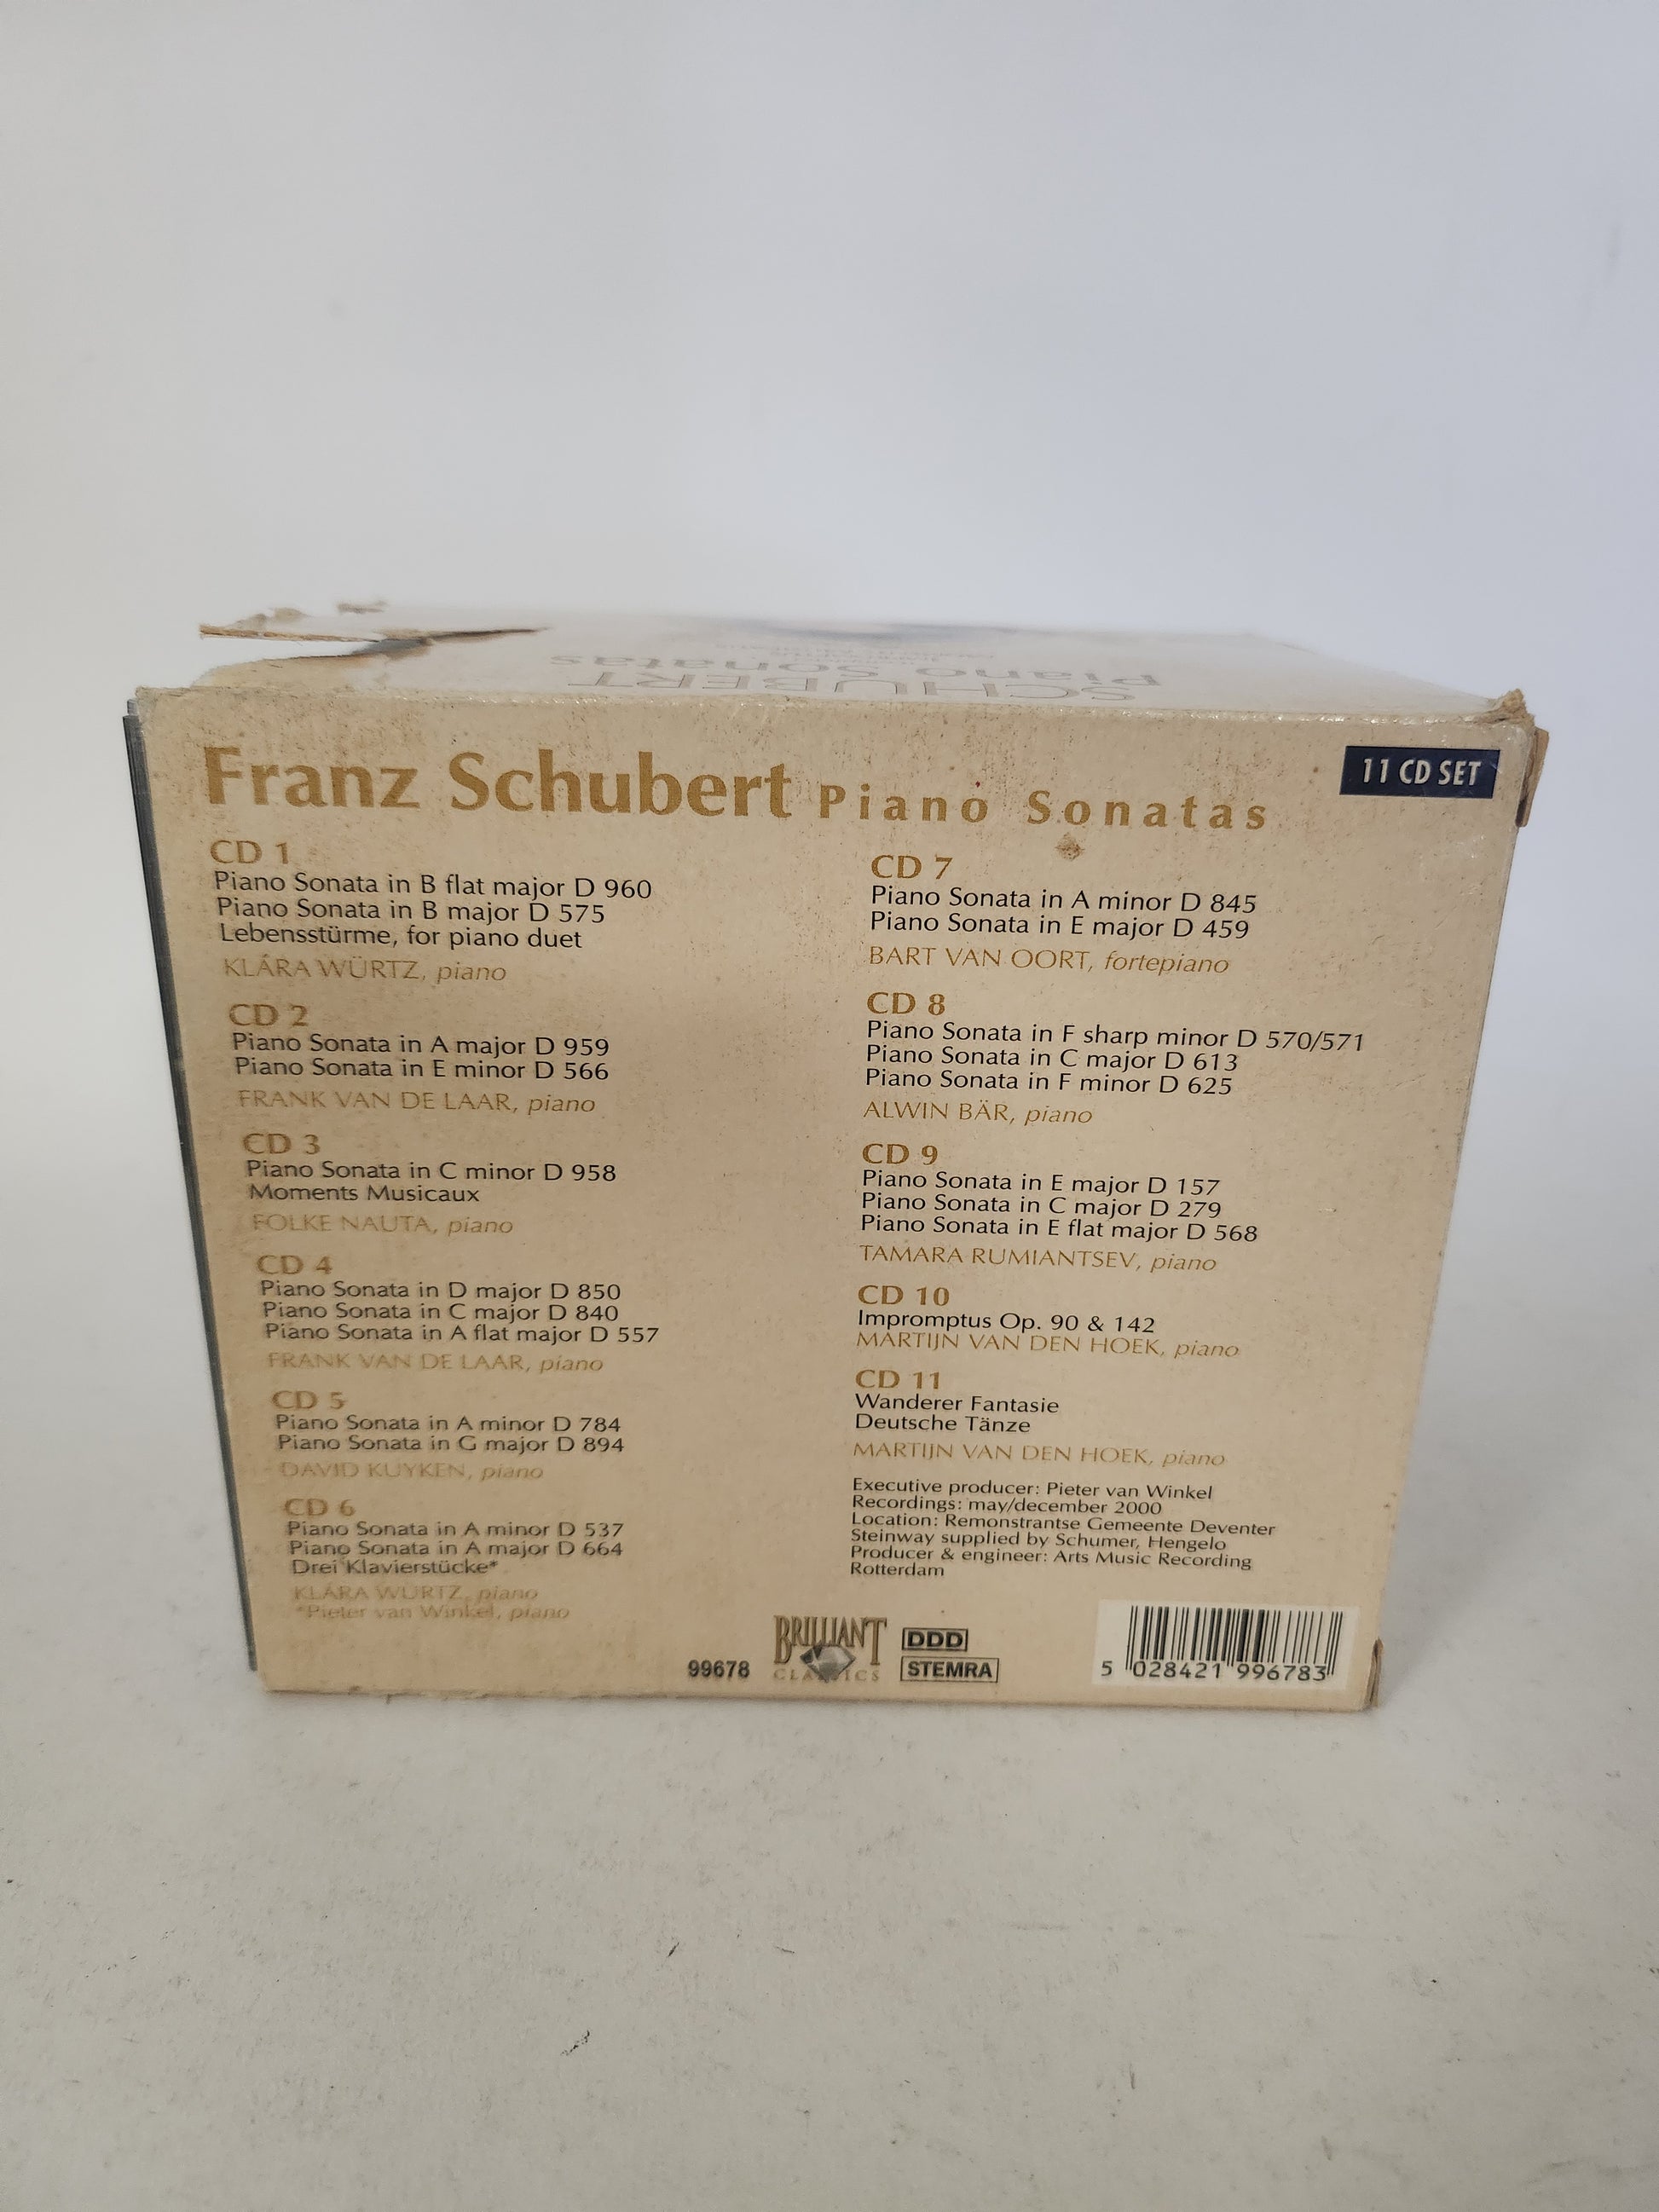 SCHUBERT
Piano Sonatas
Franz Schubert Piano Sonatas
11 CD SET
CD 1
Piano Sonata in B flat major D 960
Piano Sonata in B major D 575
Lebensstürme, for piano duet
KLÁRA WÜRTZ, piano
CD 2
Piano Sonata in A major D 959
Piano Sonata in E minor D 566
FRANK VAN DE LAAR, piano
CD 3
Piano Sonata in C minor D 958
Moments Musicaux
FOLKE NAUTA, piano
CD 4
Piano Sonata in D major D 850
Piano Sonata in C major D 840
Piano Sonata in A flat major D 557
FRANK VAN DE LAAR, piano
CD 5
Piano Sonata in A minor D 784
Piano Sonata in G major D 894
DAVID KUYKEN, piano
CD 6
Piano Sonata in A minor D 537
Piano Sonata in A major D 664
Drei Klavierstücke*
KLÁRA WÜRTZ, piano
*Pieter van Winkel, piano
CD 7
Piano Sonata in A minor D 845
Piano Sonata in E major D 459
BART VAN OORT, fortepiano
CD 8
Piano Sonata in F sharp minor D 570/571
Piano Sonata in C major D 613
Piano Sonata in F minor D 625
ALWIN BÄR, piano
CD 9
Piano Sonata in E major D 157
Piano Sonata in C major D 279
Piano Sonata in E flat major D 568
TAMARA RUMIANTSEV, piano
CD 10
Impromptus Op. 90 & 142
MARTIJN VAN DEN HOEK, piano
CD 11
Wanderer Fantasie
Deutsche Tänze
MARTIJN VAN DEN HOEK, piano
Executive producer: Pieter van Winkel
Recordings: may/december 2000
Location: Remonstrantse Gemeente Deventer
Steinway supplied by Schumer, Hengelo
Producer & engineer: Arts Music Recording
Rotterdam
99678
BRILLIANT
CLASSICS
DDD
STEMRA
5 028421 996783